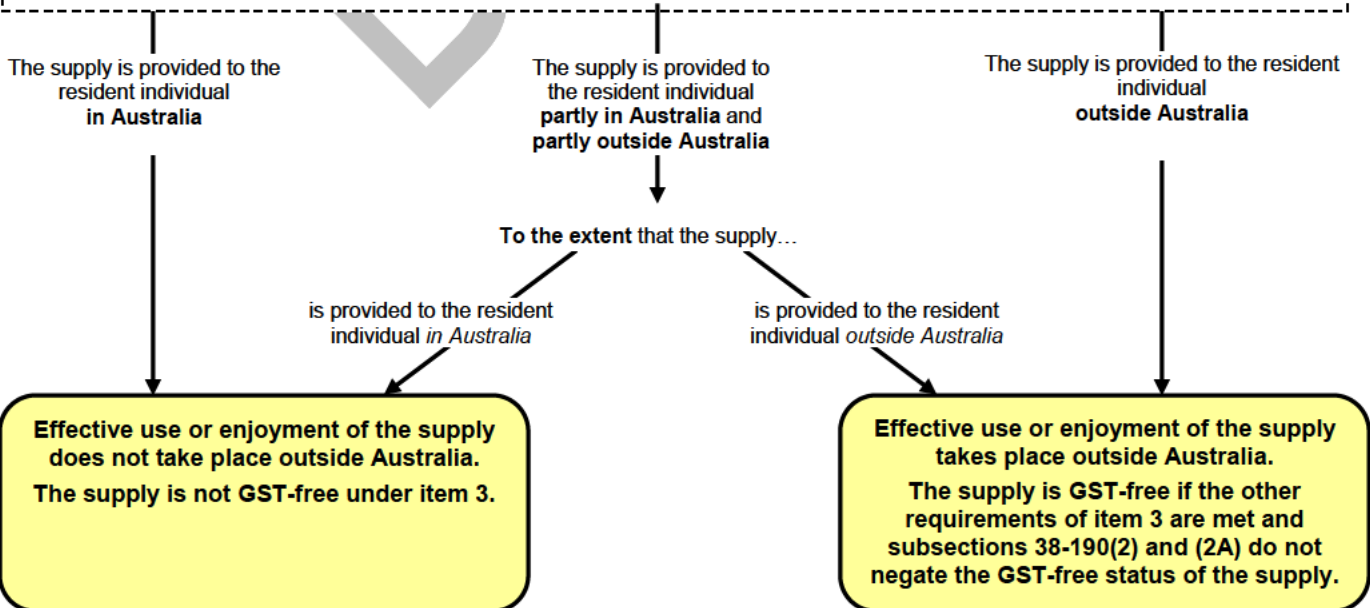 The supply is provided to the
resident individual
in Australia
The supply is provided to
the resident individual
partly in Australia and
partly outside Australia
The supply is provided to the resident
individual
outside Australia
To the extent that the supply…
is provided to the resident
individual in Australia
is provided to the resident
individual outside Australia
Effective use or enjoyment of the supply
does not take place outside Australia.
The supply is not GST-free under item 3.
Effective use or enjoyment of the supply
takes place outside Australia.
The supply is GST-free if the other
requirements of item 3 are met and
subsections 38-190(2) and (2A) do not
negate the GST-free status of the supply.